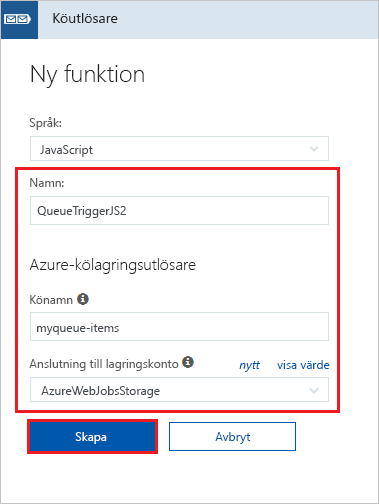 Köutlösare
Ny funktion
Språk:
JavaScript
Namn:
QueueTriggerJS2
Azure-kölagringsutlösare
Könamn
myqueue-items
Anslutning till lagringskonto nytt visa värde
AzureWebJobsStorage
Skapa Avbryt